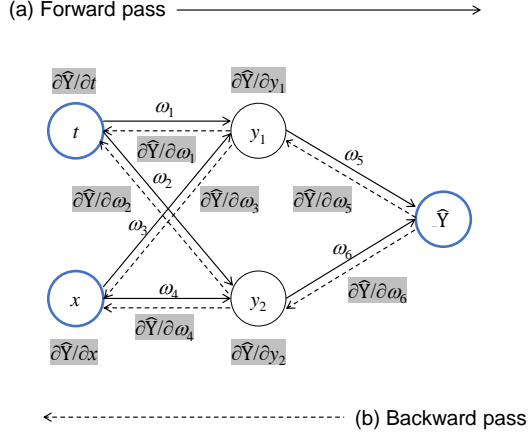 (a) Forward pass
∂Ŷ/∂t
∂Ŷ/∂y₁
ω₁
t
y₁
∂Ŷ/∂ω₁
ω₂
ω₅
∂Ŷ/∂ω₂
∂Ŷ/∂ω₃
∂Ŷ/∂ω₅
ω₃
Ŷ
ω₆
x
ω₄
y₂
∂Ŷ/∂ω₆
∂Ŷ/∂ω₄
∂Ŷ/∂x
∂Ŷ/∂y₂
(b) Backward pass